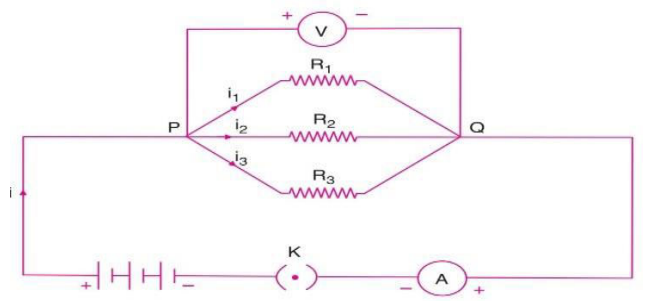 + V −
R₁
i₁
P i₂ R₂ Q
i₃
R₃
i
K
+ − − A +